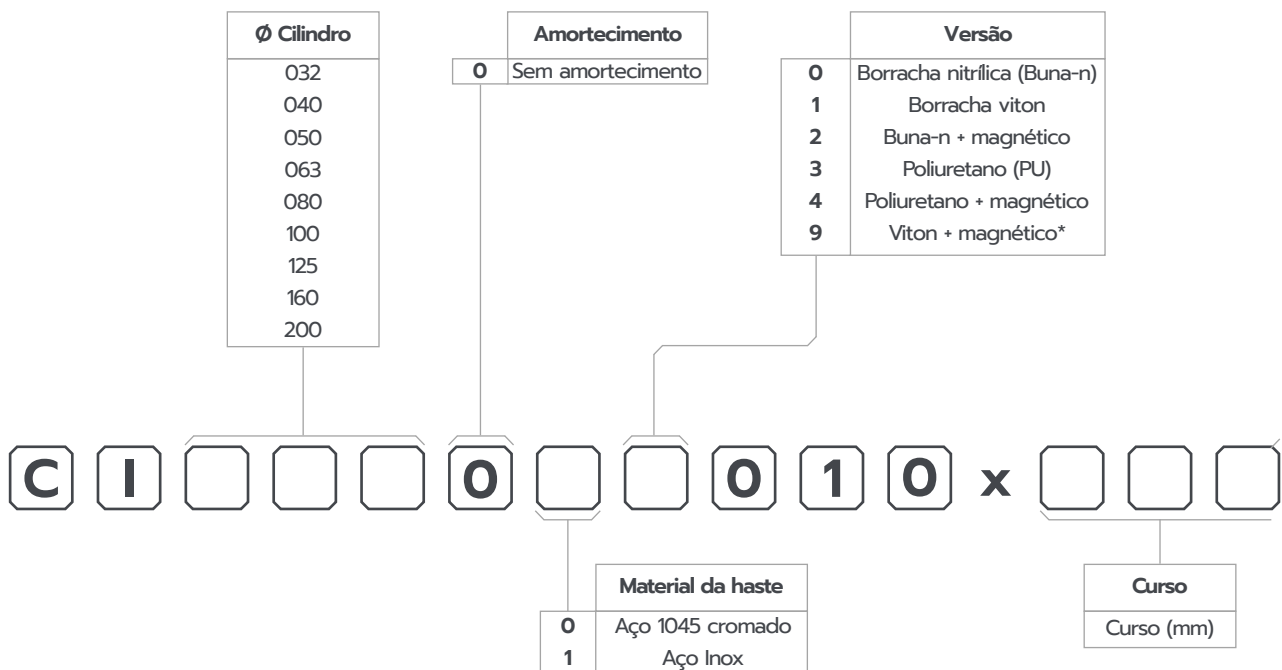 Ø Cilindro
032
040
050
063
080
100
125
160
200
Amortecimento
0 Sem amortecimento
Versão
0 Borracha nitrílica (Buna-n)
1 Borracha viton
2 Buna-n + magnético
3 Poliuretano (PU)
4 Poliuretano + magnético
9 Viton + magnético*
C I 0 0 1 0 x
Material da haste
0 Aço 1045 cromado
1 Aço Inox
Curso
Curso (mm)